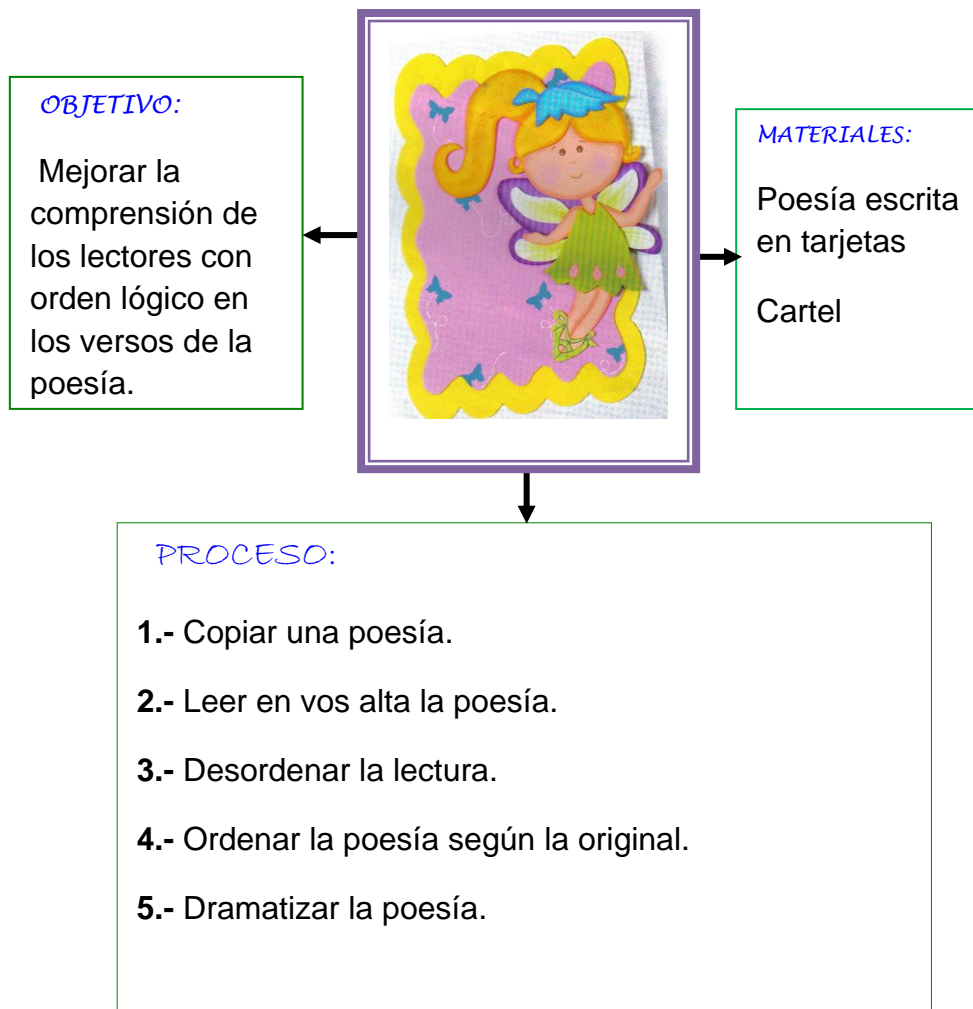 OBJETIVO:
Mejorar la
comprensión de
los lectores con
orden lógico en
los versos de la
poesía.
MATERIALES:
Poesía escrita
en tarjetas
Cartel
PROCESO:
1.- Copiar una poesía.
2.- Leer en vos alta la poesía.
3.- Desordenar la lectura.
4.- Ordenar la poesía según la original.
5.- Dramatizar la poesía.